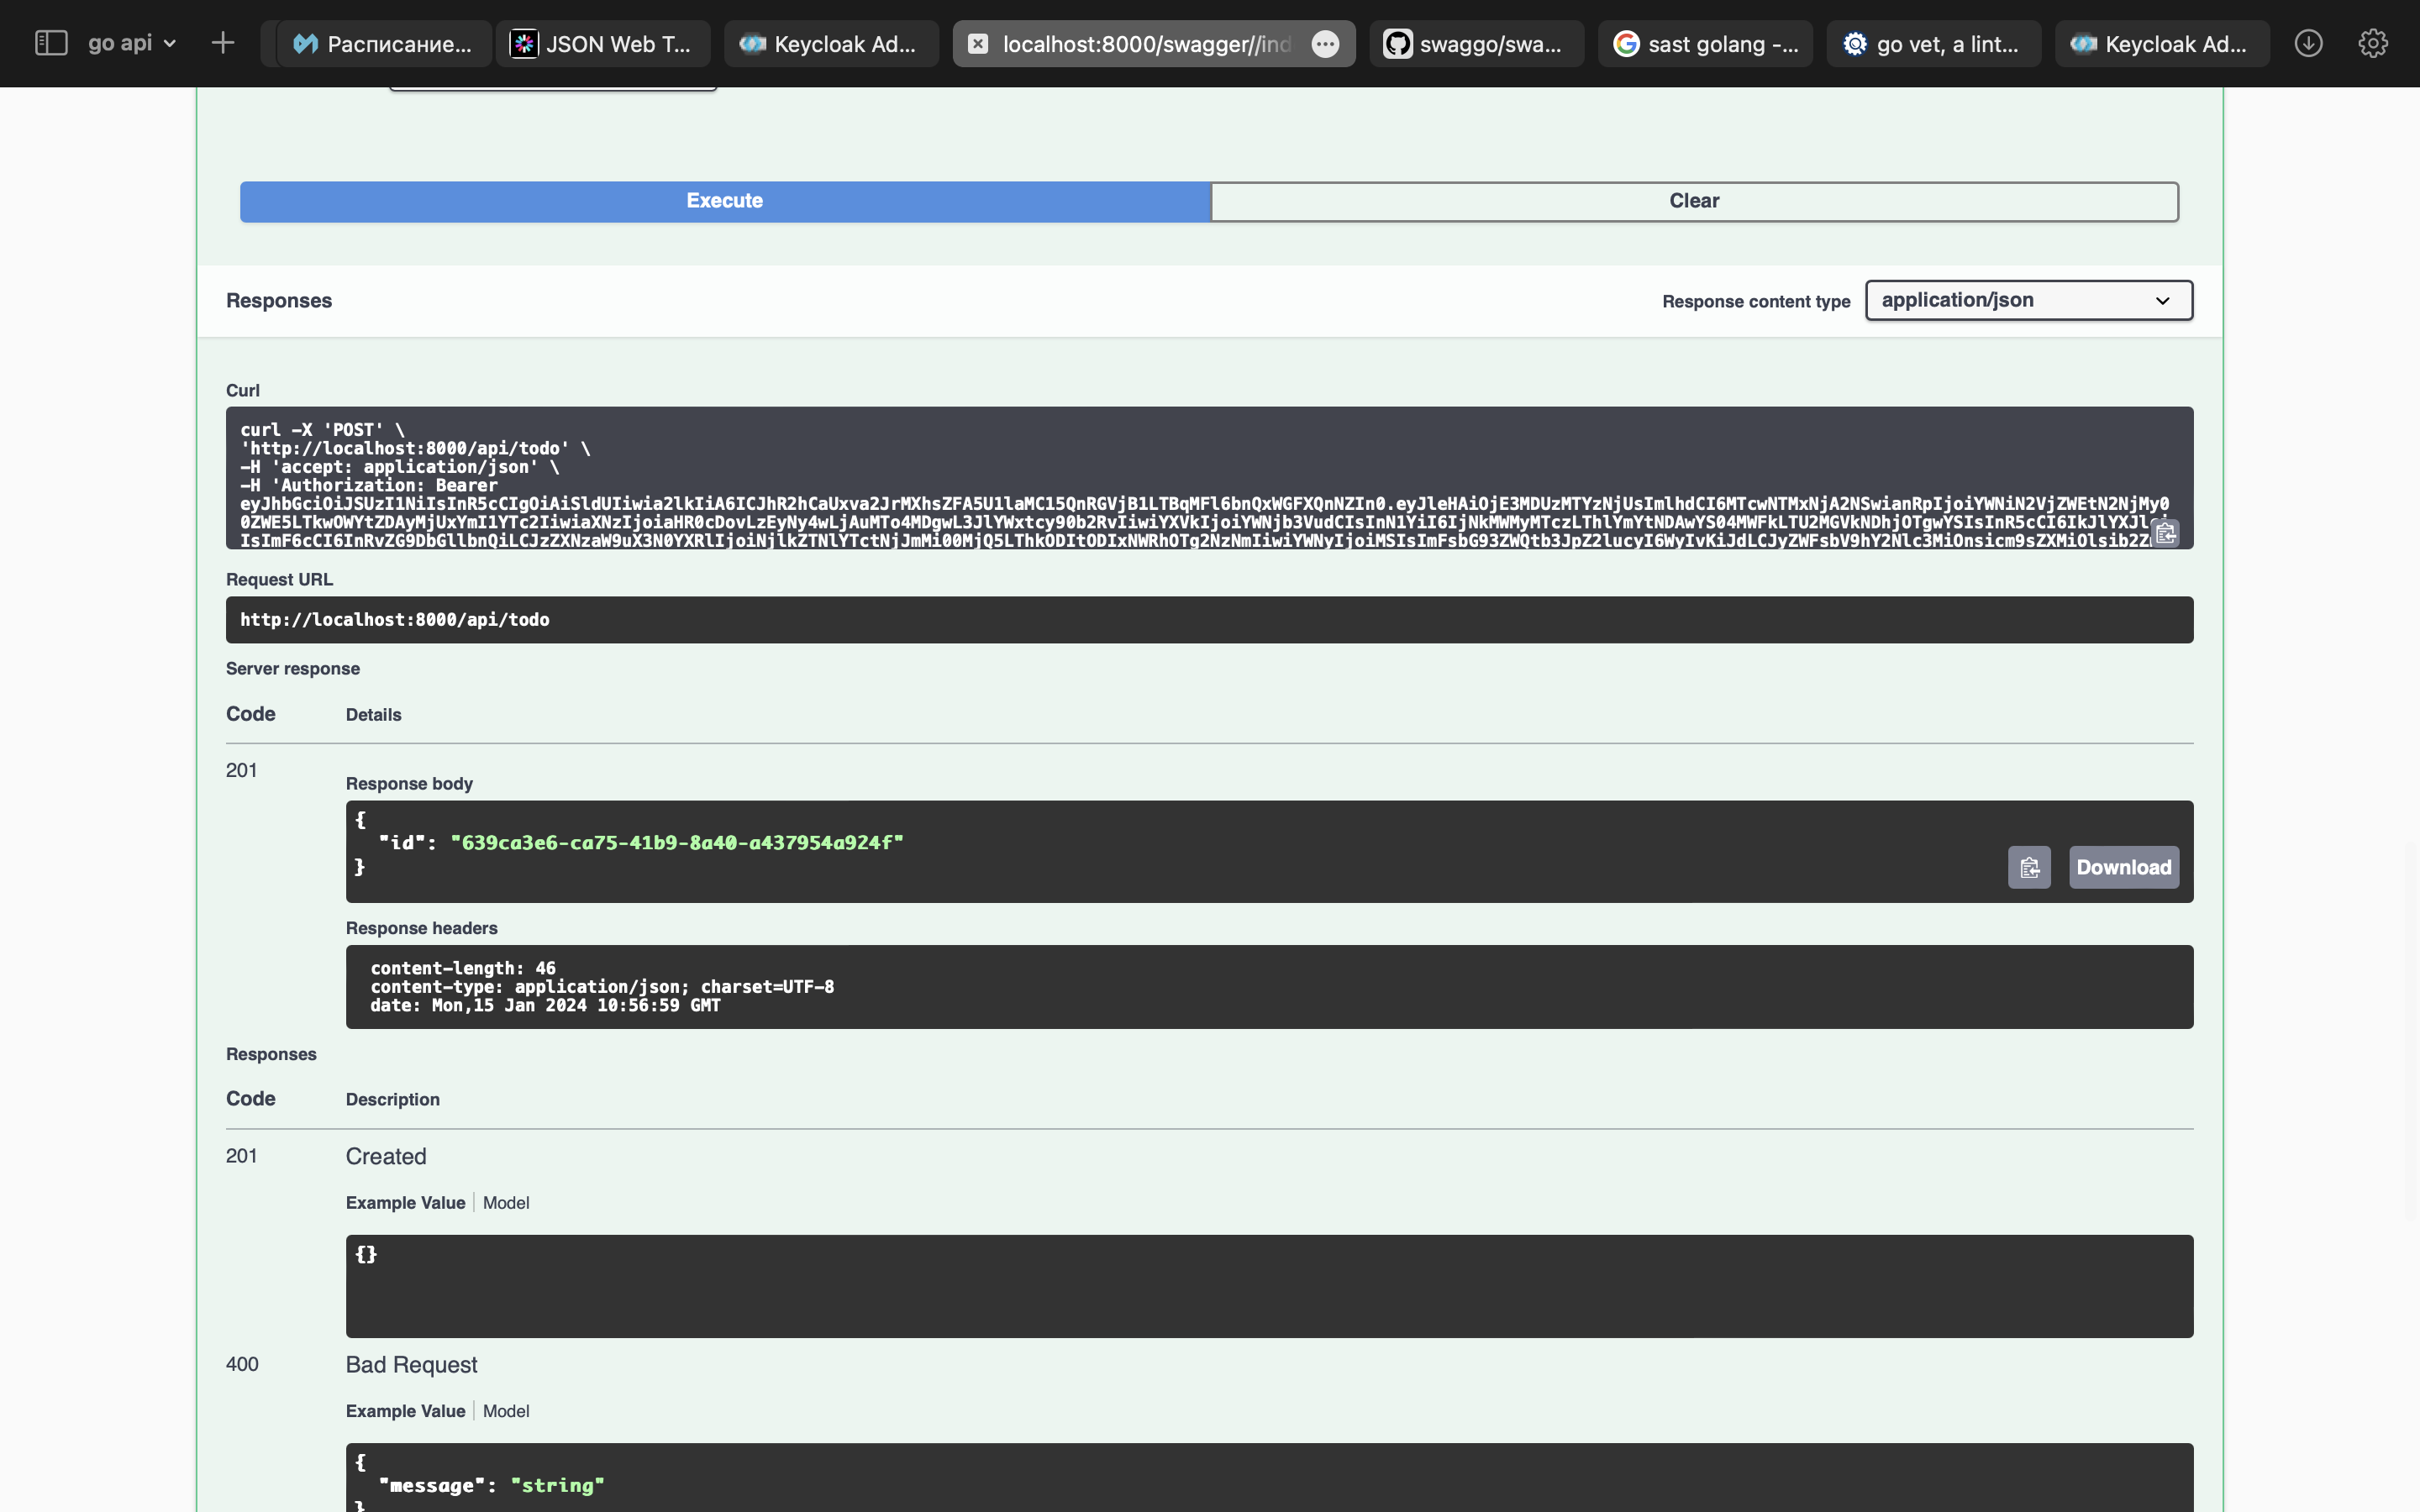 go api
Расписание...
JSON Web T...
Keycloak Ad...
localhost:8000/swagger//ind
swaggo/swa...
sast golang -...
go vet, a lint...
Keycloak Ad...
Execute
Clear
Responses
Response content type
application/json
Curl
curl -X 'POST' \
'http://localhost:8000/api/todo' \
-H 'accept: application/json' \
-H 'Authorization: Bearer
Request URL
http://localhost:8000/api/todo
Server response
Code
Details
201
Response body
{
"id": "639ca3e6-ca75-41b9-8a40-a437954a924f"
}
Download
Response headers
content-length: 46
content-type: application/json; charset=UTF-8
date: Mon,15 Jan 2024 10:56:59 GMT
Responses
Code
Description
201
Created
Example Value
Model
{}
400
Bad Request
Example Value
Model
{
"message": "string"
}